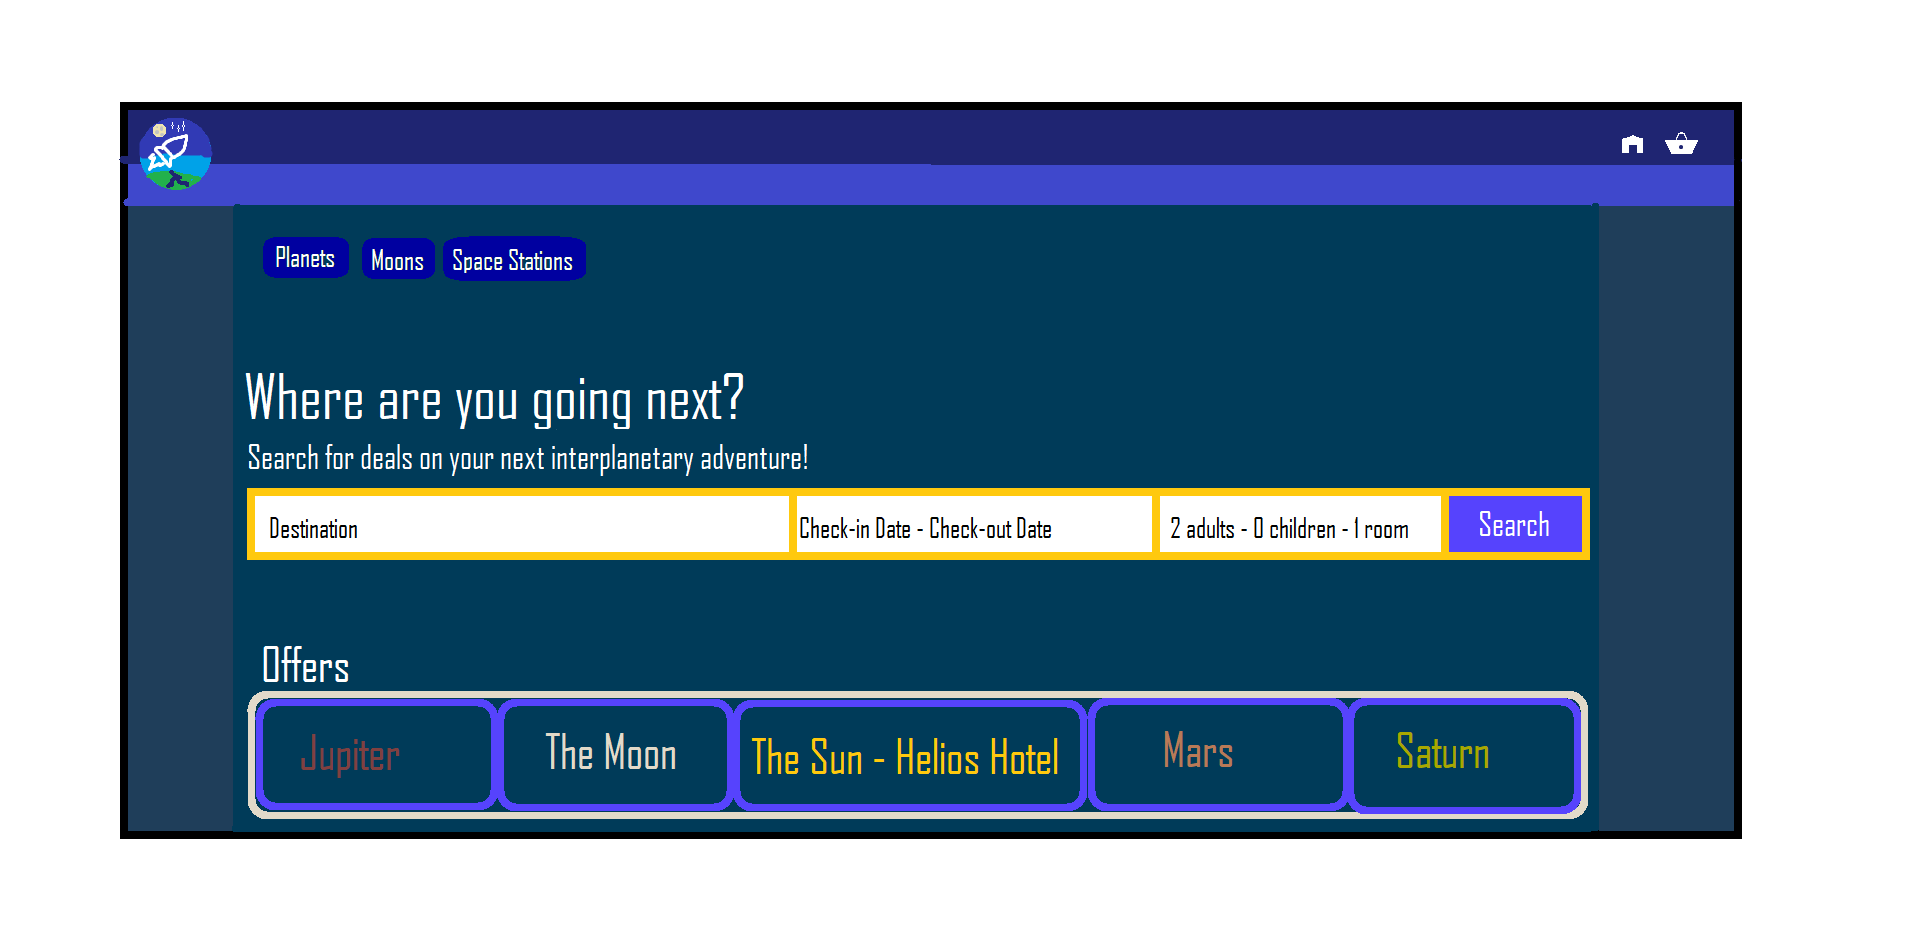 Planets Moons Space Stations
Where are you going next?
Search for deals on your next interplanetary adventure!
Destination Check-in Date - Check-out Date 2 adults - 0 children - 1 room Search
Offers
Jupiter The Moon The Sun - Helios Hotel Mars Saturn